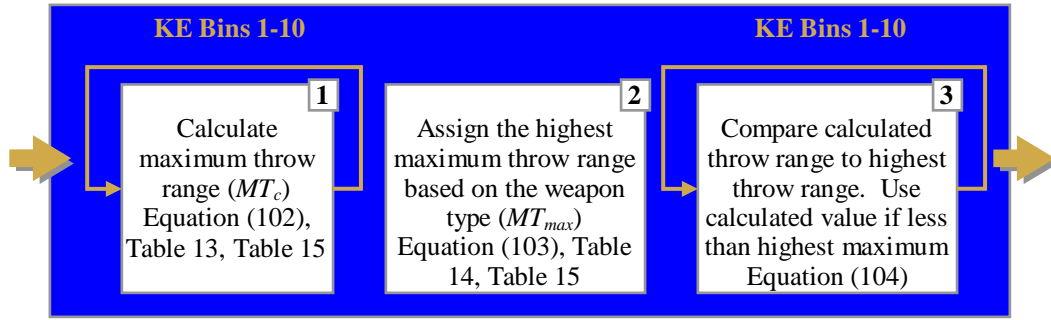 KE Bins 1-10
KE Bins 1-10
1
Calculate
maximum throw
range (MTc)
Equation (102),
Table 13, Table 15
2
Assign the highest
maximum throw range
based on the weapon
type (MTmax)
Equation (103), Table
14, Table 15
3
Compare calculated
throw range to highest
throw range.  Use
calculated value if less
than highest maximum
Equation (104)